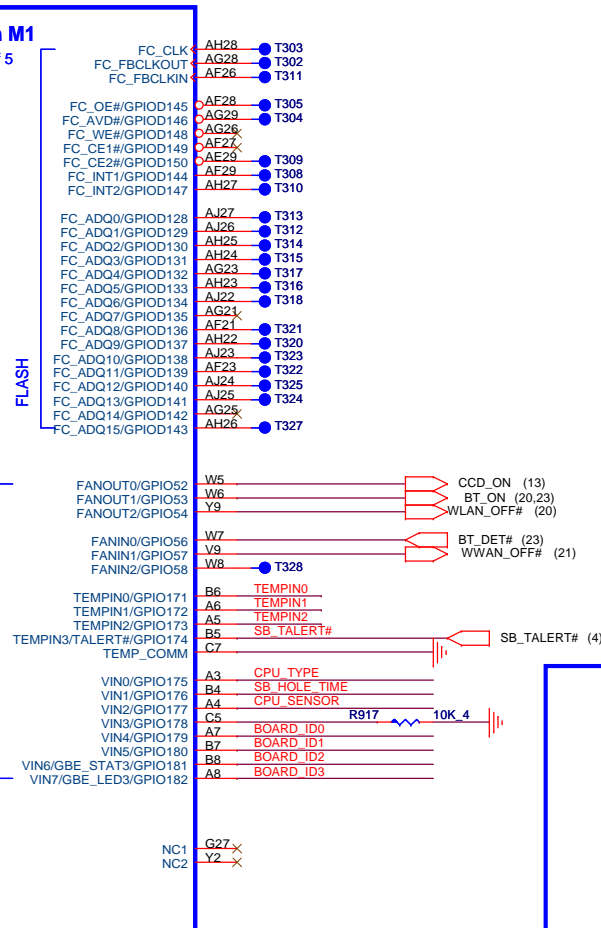 M1
5
FC_CLK AH28 T303
FC_FBCLKOUT AG28 T302
FC_FBCLKIN AF26 T311
FC_OE#/GPIOD145 AF28 T305
FC_AVD#/GPIOD146 AG29 T304
FC_WE#/GPIOD148 AG26
FC_CE1#/GPIOD149 AF27
FC_CE2#/GPIOD150 AE29 T309
FC_INT1/GPIOD144 AF29 T308
FC_INT2/GPIOD147 AH27 T310
FC_ADQ0/GPIOD128 AJ27 T313
FC_ADQ1/GPIOD129 AJ26 T312
FC_ADQ2/GPIOD130 AH25 T314
FC_ADQ3/GPIOD131 AH24 T315
FC_ADQ4/GPIOD132 AG23 T317
FC_ADQ5/GPIOD133 AH23 T316
FC_ADQ6/GPIOD134 AJ22 T318
FC_ADQ7/GPIOD135 AG21
FC_ADQ8/GPIOD136 AF21 T321
FC_ADQ9/GPIOD137 AH22 T320
FC_ADQ10/GPIOD138 AJ23 T323
FC_ADQ11/GPIOD139 AF23 T322
FC_ADQ12/GPIOD140 AJ24 T325
FC_ADQ13/GPIOD141 AJ25 T324
FC_ADQ14/GPIOD142 AG25
FC_ADQ15/GPIOD143 AH26 T327
FLASH
FANOUT0/GPIO52 W5 CCD_ON (13)
FANOUT1/GPIO53 W6 BT_ON (20,23)
FANOUT2/GPIO54 Y9 WLAN_OFF# (20)
FANIN0/GPIO56 W7 BT_DET# (23)
FANIN1/GPIO57 V9 WWAN_OFF# (21)
FANIN2/GPIO58 W8 T328
TEMPIN0/GPIO171 B6 TEMPIN0
TEMPIN1/GPIO172 A6 TEMPIN1
TEMPIN2/GPIO173 A5 TEMPIN2
TEMPIN3/TALERT#/GPIO174 B5 SB_TALERT# SB_TALERT# (4)
TEMP_COMM C7
VIN0/GPIO175 A3 CPU_TYPE
VIN1/GPIO176 B4 SB_HOLE_TIME
VIN2/GPIO177 A4 CPU_SENSOR
VIN3/GPIO178 C5 R917 10K_4
VIN4/GPIO179 A7 BOARD_ID0
VIN5/GPIO180 B7 BOARD_ID1
VIN6/GBE_STAT3/GPIO181 B8 BOARD_ID2
VIN7/GBE_LED3/GPIO182 A8 BOARD_ID3
NC1 G27
NC2 Y2